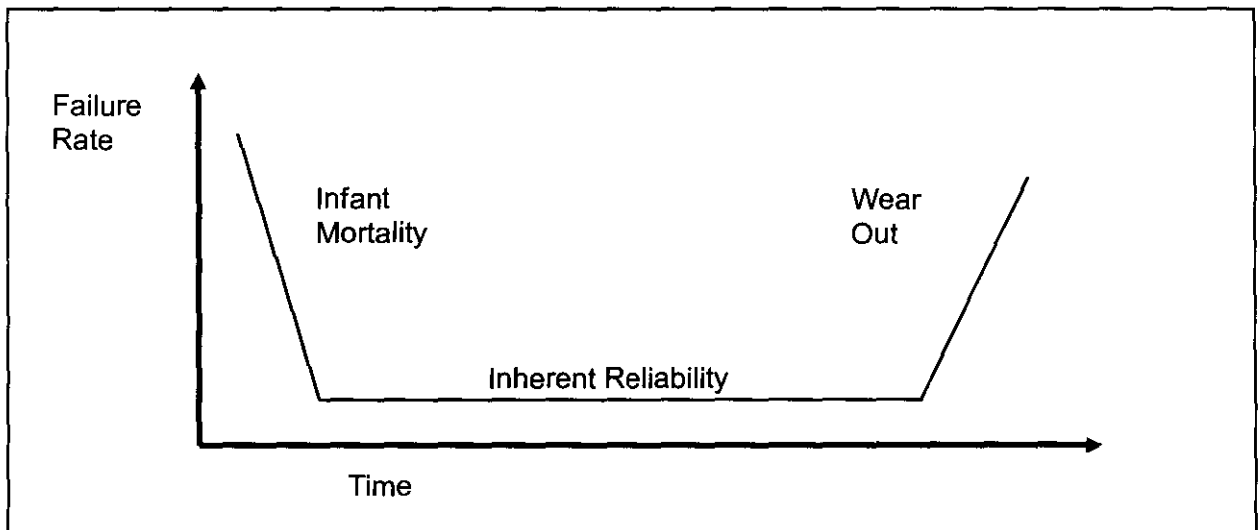 Failure
Rate
Infant
Mortality
Wear
Out
Inherent Reliability
Time